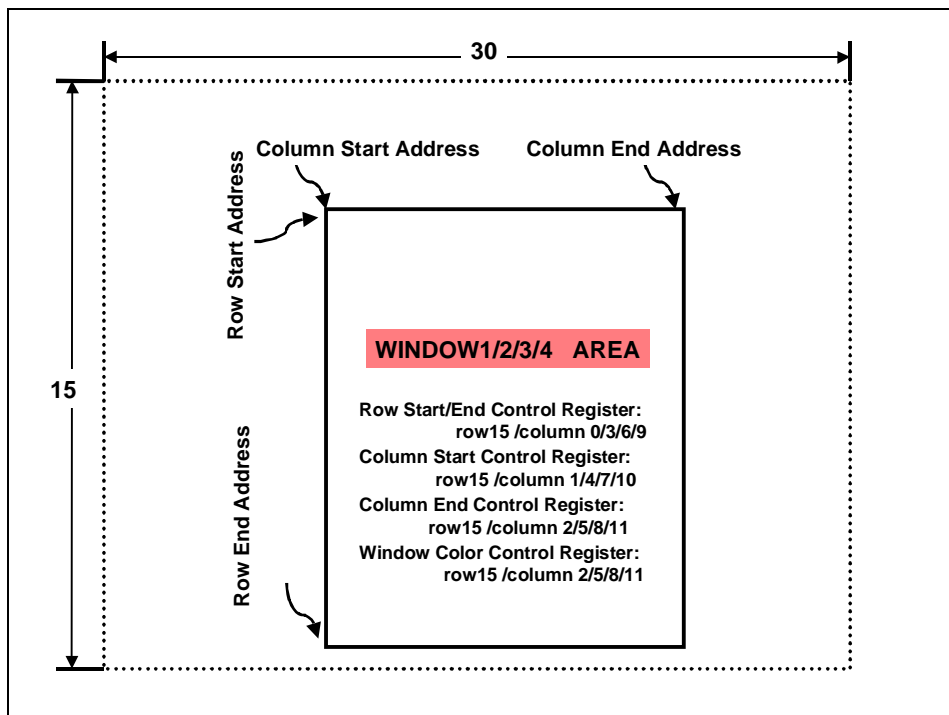 30
Column Start Address
Column End Address
Row Start Address
WINDOW1/2/3/4 AREA
15
Row Start/End Control Register:
row15 /column 0/3/6/9
Column Start Control Register:
row15 /column 1/4/7/10
Column End Control Register:
row15 /column 2/5/8/11
Window Color Control Register:
row15 /column 2/5/8/11
Row End Address